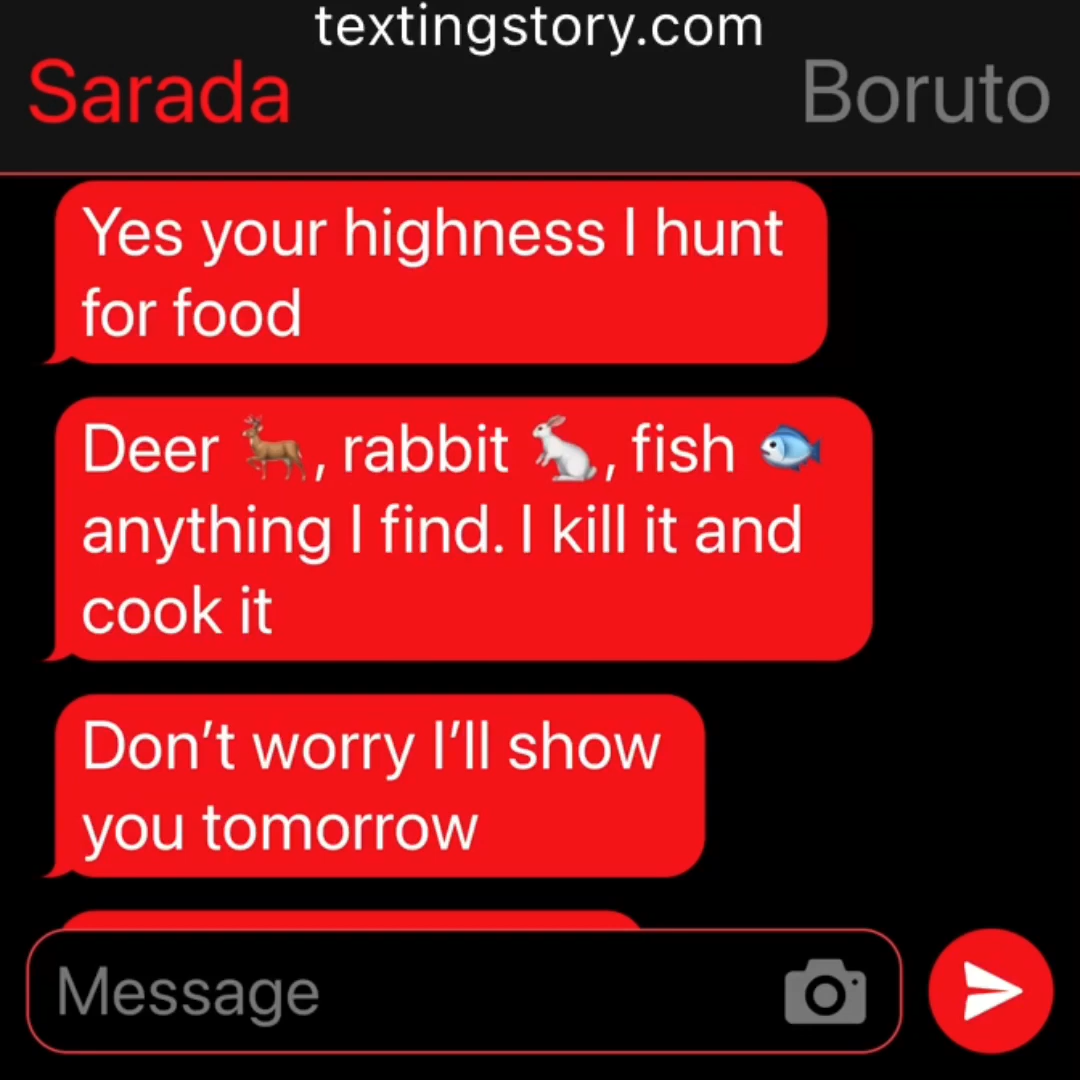 textingstory.com
Sarada
Boruto
Yes your highness I hunt
for food
Deer 🦌, rabbit 🐇, fish 🐟
anything I find. I kill it and
cook it
Don’t worry I’ll show
you tomorrow
Message